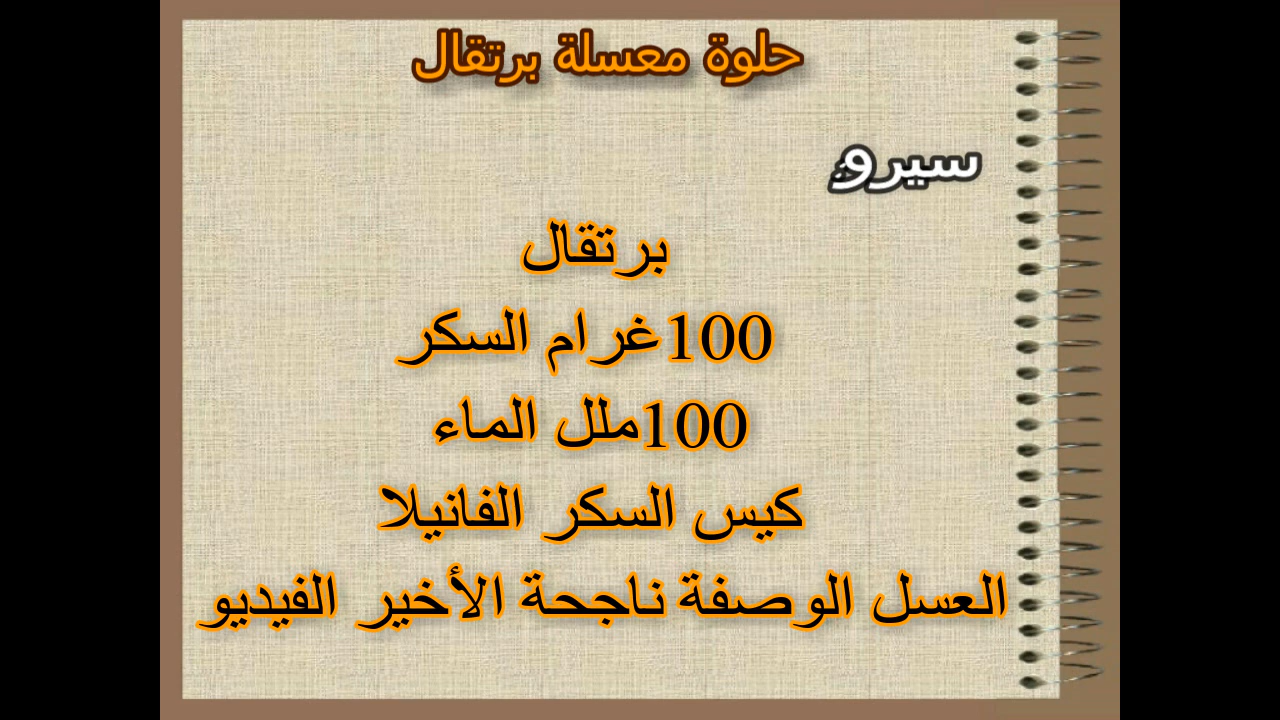 حلوة معسلة برتقال
سيرو
برتقال
100غرام السكر
100ملل الماء
كيس السكر الفانيلا
العسل الوصفة ناجحة الأخير الفيديو